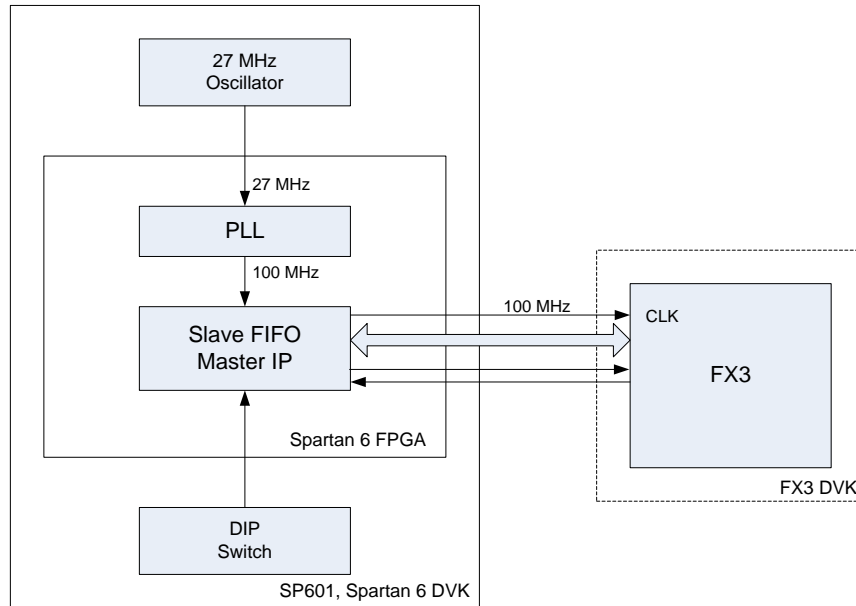 27 MHz
Oscillator
27 MHz
PLL
100 MHz
Slave FIFO
Master IP
100 MHz
CLK
FX3
Spartan 6 FPGA
FX3 DVK
DIP
Switch
SP601, Spartan 6 DVK